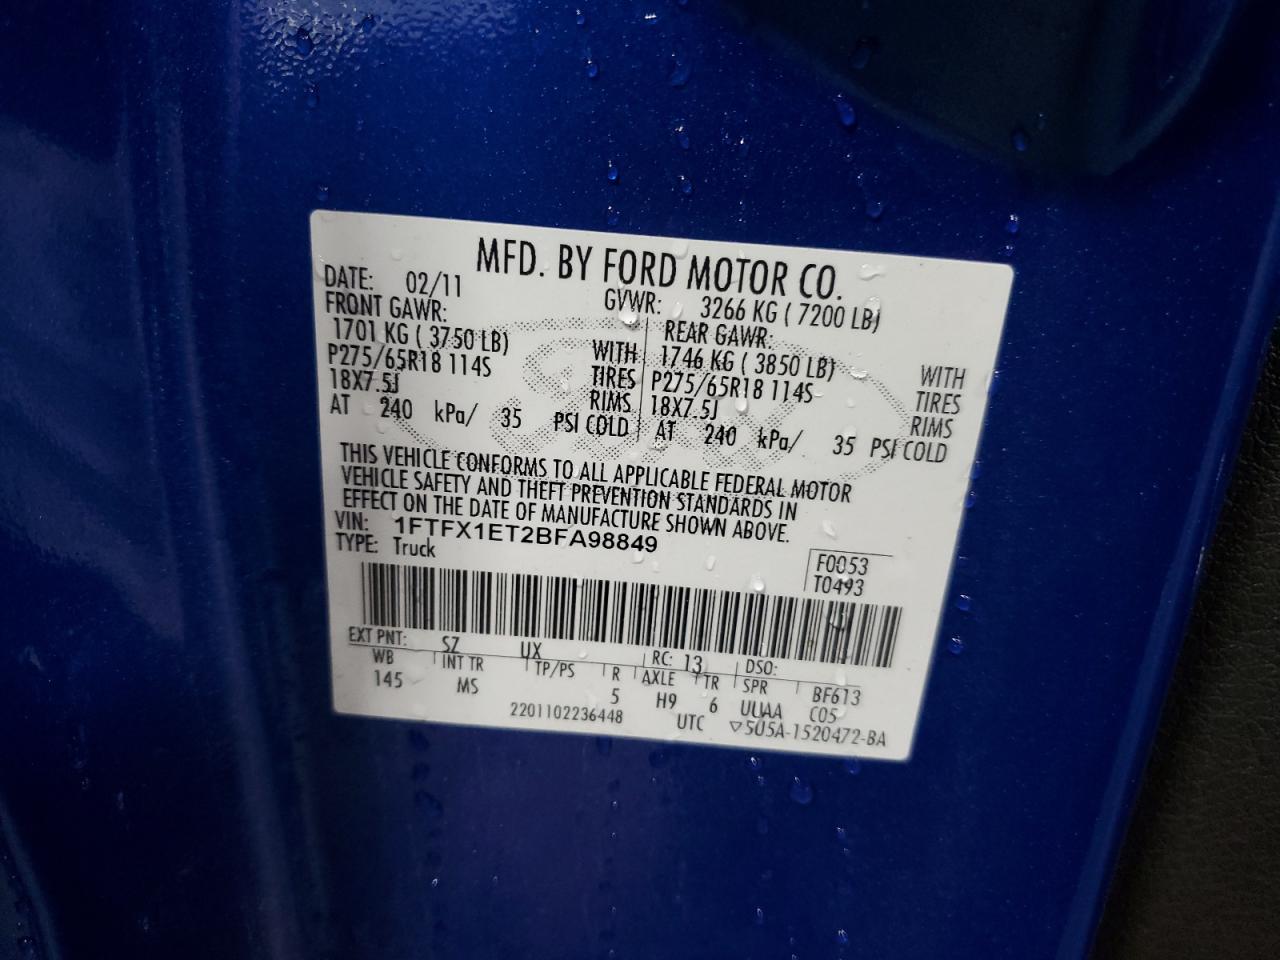 MFD. BY FORD MOTOR CO.
DATE: 02/11 GVWR: 3266 KG ( 7200 LB)
FRONT GAWR: REAR GAWR:
1701 KG ( 3750 LB) WITH 1746 KG ( 3850 LB) WITH
P275/65R18 114S TIRES P275/65R18 114S TIRES
18X7.5J RIMS 18X7.5J RIMS
AT 240 kPa/ 35 PSI COLD AT 240 kPa/ 35 PSI COLD
THIS VEHICLE CONFORMS TO ALL APPLICABLE FEDERAL MOTOR
VEHICLE SAFETY AND THEFT PREVENTION STANDARDS IN
EFFECT ON THE DATE OF MANUFACTURE SHOWN ABOVE.
VIN: 1FTFX1ET2BFA98849
TYPE: Truck
F0053
T0493
EXT PNT: SZ UX RC: 13 DSO:
WB INT TR TP/PS R AXLE TR SPR BF613
145 MS 5 H9 6 UUAA C05
2201102236448 UTC ▽5U5A-1520472-BA